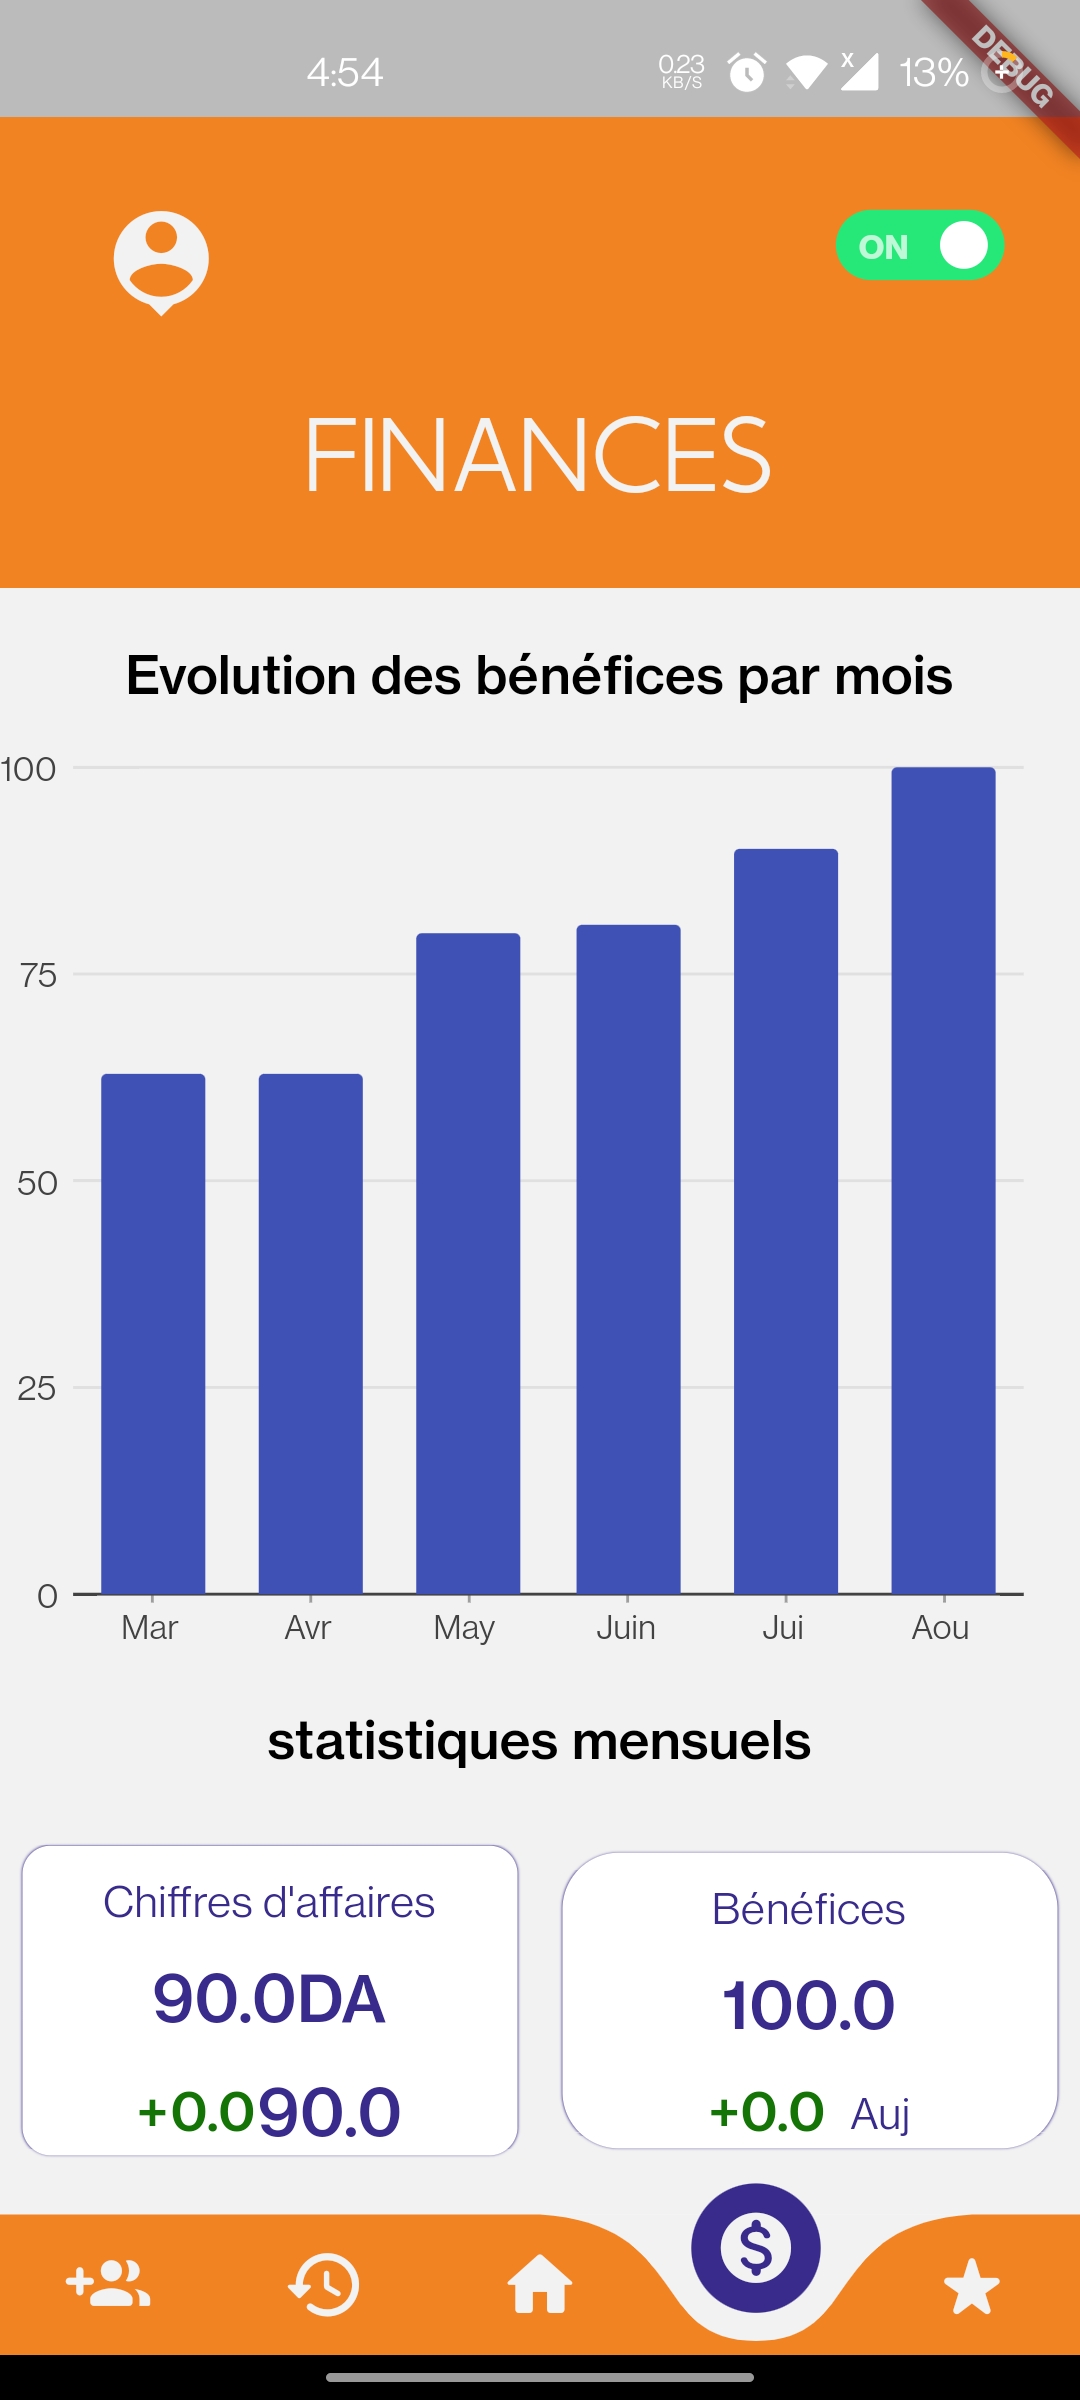 4:54
0.23
KB/S
X
13%
DEBUG
ON
FINANCES
Evolution des bénéfices par mois
100
75
50
25
0
Mar Avr May Juin Jui Aou
statistiques mensuels
Chiffres d'affaires
90.0DA
+0.090.0
Bénéfices
100.0
+0.0 Auj
$